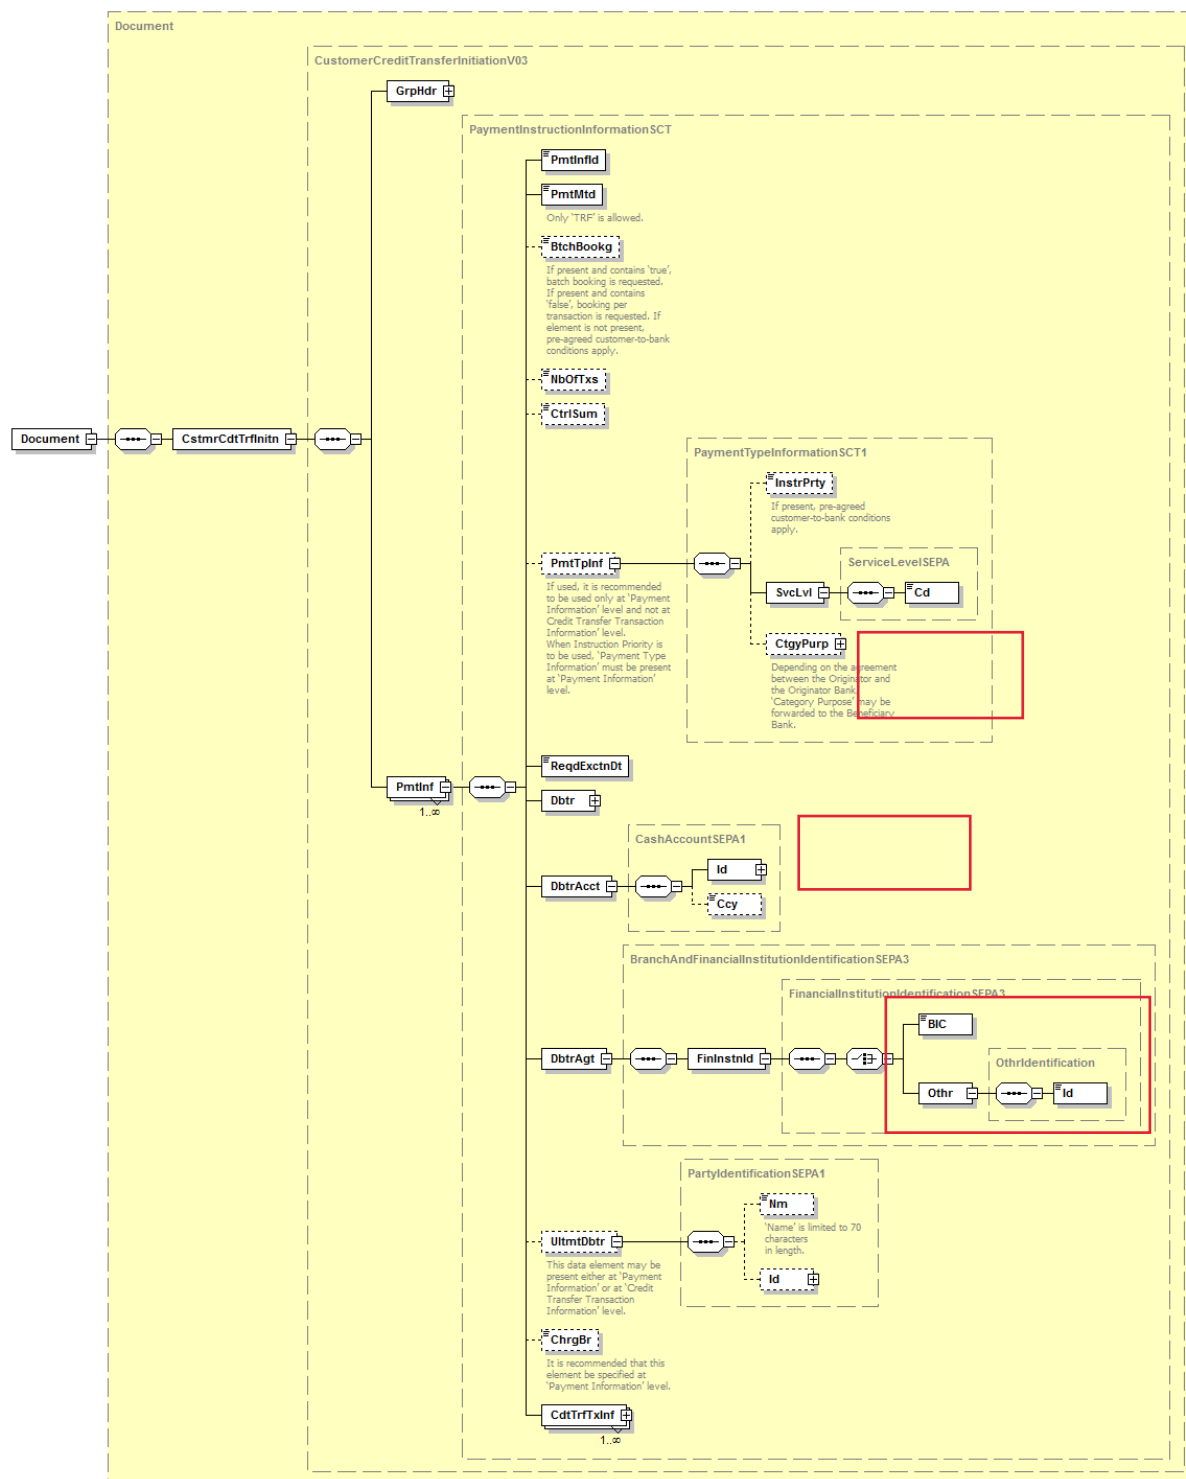 Document
CustomerCreditTransferInitiationV03
GrpHdr
PaymentInstructionInformationSCT
PmtInfId
PmtMtd
Only 'TRF' is allowed.
BtchBookg
If present and contains 'true',
batch booking is requested.
If present and contains
'false', booking per
transaction is requested. If
element is not present,
pre-agreed customer-to-bank
conditions apply.
NbOfTxs
CtrlSum
Document
CstmrCdtTrfInitn
PaymentTypeInformationSCT1
InstrPrty
If present, pre-agreed
customer-to-bank conditions
apply.
PmtTpInf
If used, it is recommended
to be used only at 'Payment
Information' level and not at
Credit Transfer Transaction
Information' level.
When Instruction Priority is
to be used, 'Payment Type
Information' must be present
at 'Payment Information'
level.
ServiceLevelSEPA
SvcLvl
Cd
CtgyPurp
Depending on the agreement
between the Originator and
the Originator Bank,
'Category Purpose' may be
forwarded to the Beneficiary
Bank.
ReqdExctnDt
PmtInf
1..∞
Dbtr
CashAccountSEPA1
Id
DbtrAcct
Ccy
BranchAndFinancialInstitutionIdentificationSEPA3
FinancialInstitutionIdentificationSEPA3
BIC
DbtrAgt
FinInstnId
OthrIdentification
Othr
Id
PartyIdentificationSEPA1
Nm
'Name' is limited to 70
characters
in length.
UltmtDbtr
This data element may be
present either at 'Payment
Information' or at 'Credit
Transfer Transaction
Information' level.
Id
ChrgBr
It is recommended that this
element be specified at
'Payment Information' level.
CdtTrfTxInf
1..∞